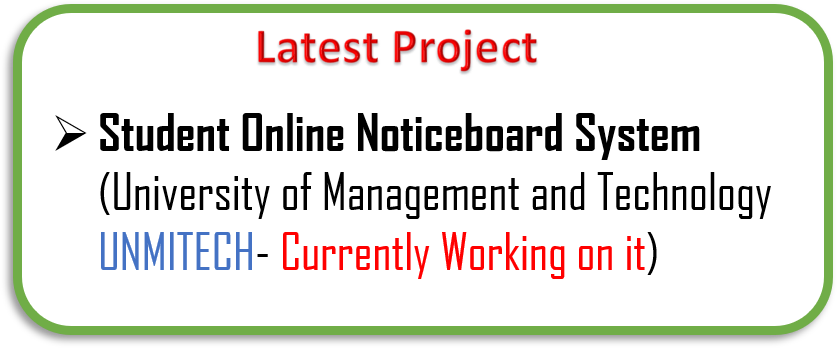 Latest Project
➢ Student Online Noticeboard System
(University of Management and Technology
UNMITECH- Currently Working on it)